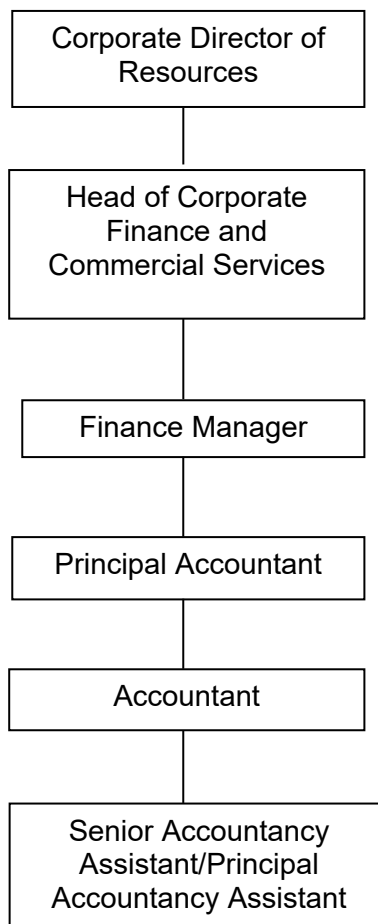 Corporate Director of
Resources
Head of Corporate
Finance and
Commercial Services
Finance Manager
Principal Accountant
Accountant
Senior Accountancy
Assistant/Principal
Accountancy Assistant